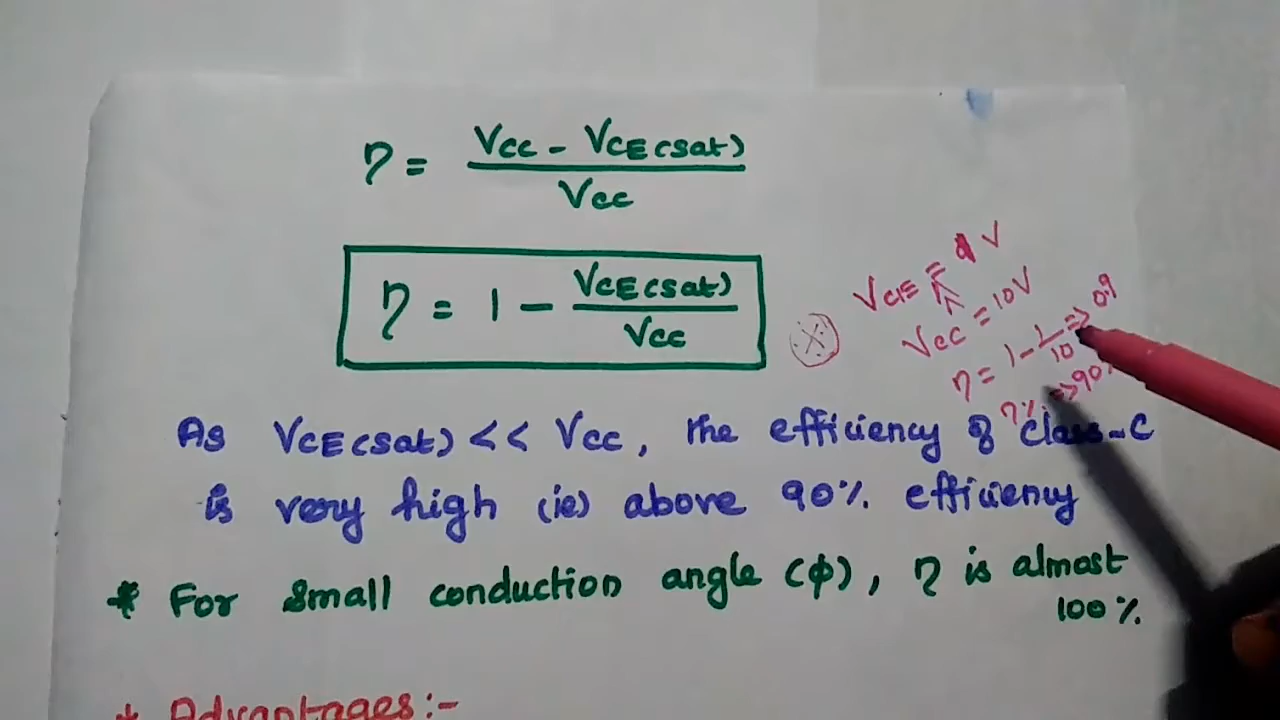 η = VCC - VCE(sat) / VCC
η = 1 - VCE(sat) / VCC
VCE = 1 V
VCC = 10V
η = 1 - 1/10 => 0.9
η% => 90%
As VCE(sat) << VCC, the efficiency of class-C
is very high (ie) above 90% efficiency
* For small conduction angle (φ), η is almost
100%
* Advantages:-